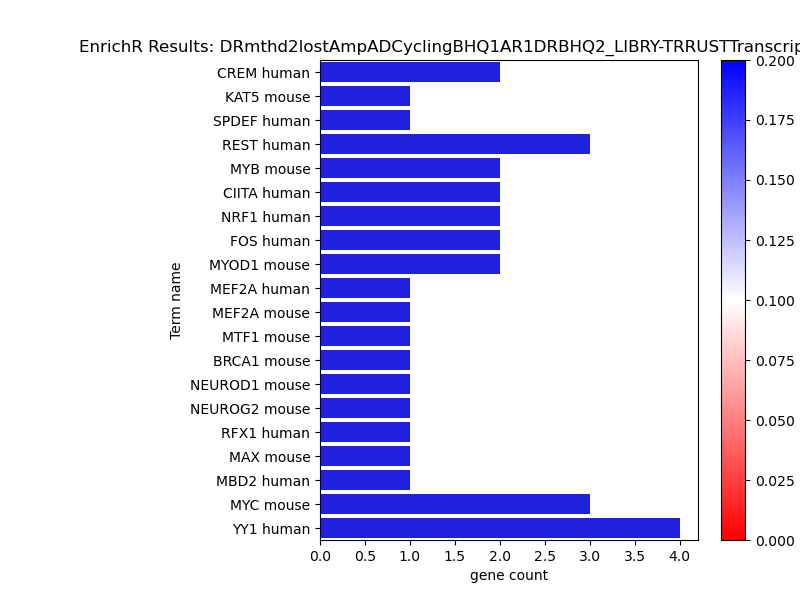 EnrichR Results: DRmthd2lostAmpADCyclingBHQ1AR1DRBHQ2_LIBRY-TRRUSTTranscrip
CREM human
KAT5 mouse
SPDEF human
REST human
MYB mouse
CIITA human
NRF1 human
FOS human
MYOD1 mouse
MEF2A human
MEF2A mouse
MTF1 mouse
BRCA1 mouse
NEUROD1 mouse
NEUROG2 mouse
RFX1 human
MAX mouse
MBD2 human
MYC mouse
YY1 human
Term name
0.0 0.5 1.0 1.5 2.0 2.5 3.0 3.5 4.0
gene count
0.200
0.175
0.150
0.125
0.100
0.075
0.050
0.025
0.000